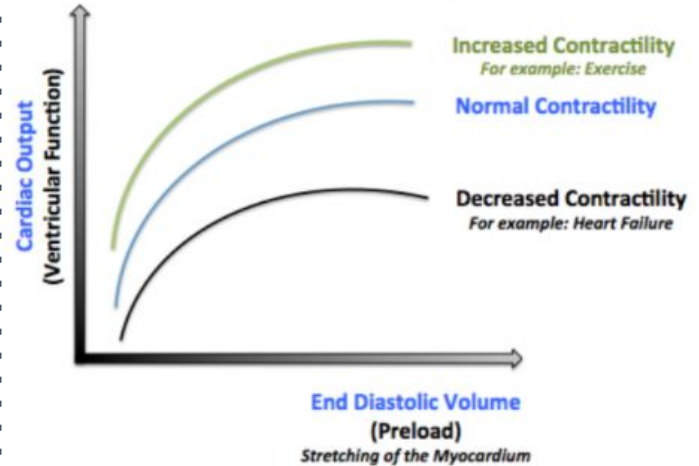 Cardiac Output
(Ventricular Function)
Increased Contractility
For example: Exercise
Normal Contractility
Decreased Contractility
For example: Heart Failure
End Diastolic Volume
(Preload)
Stretching of the Myocardium